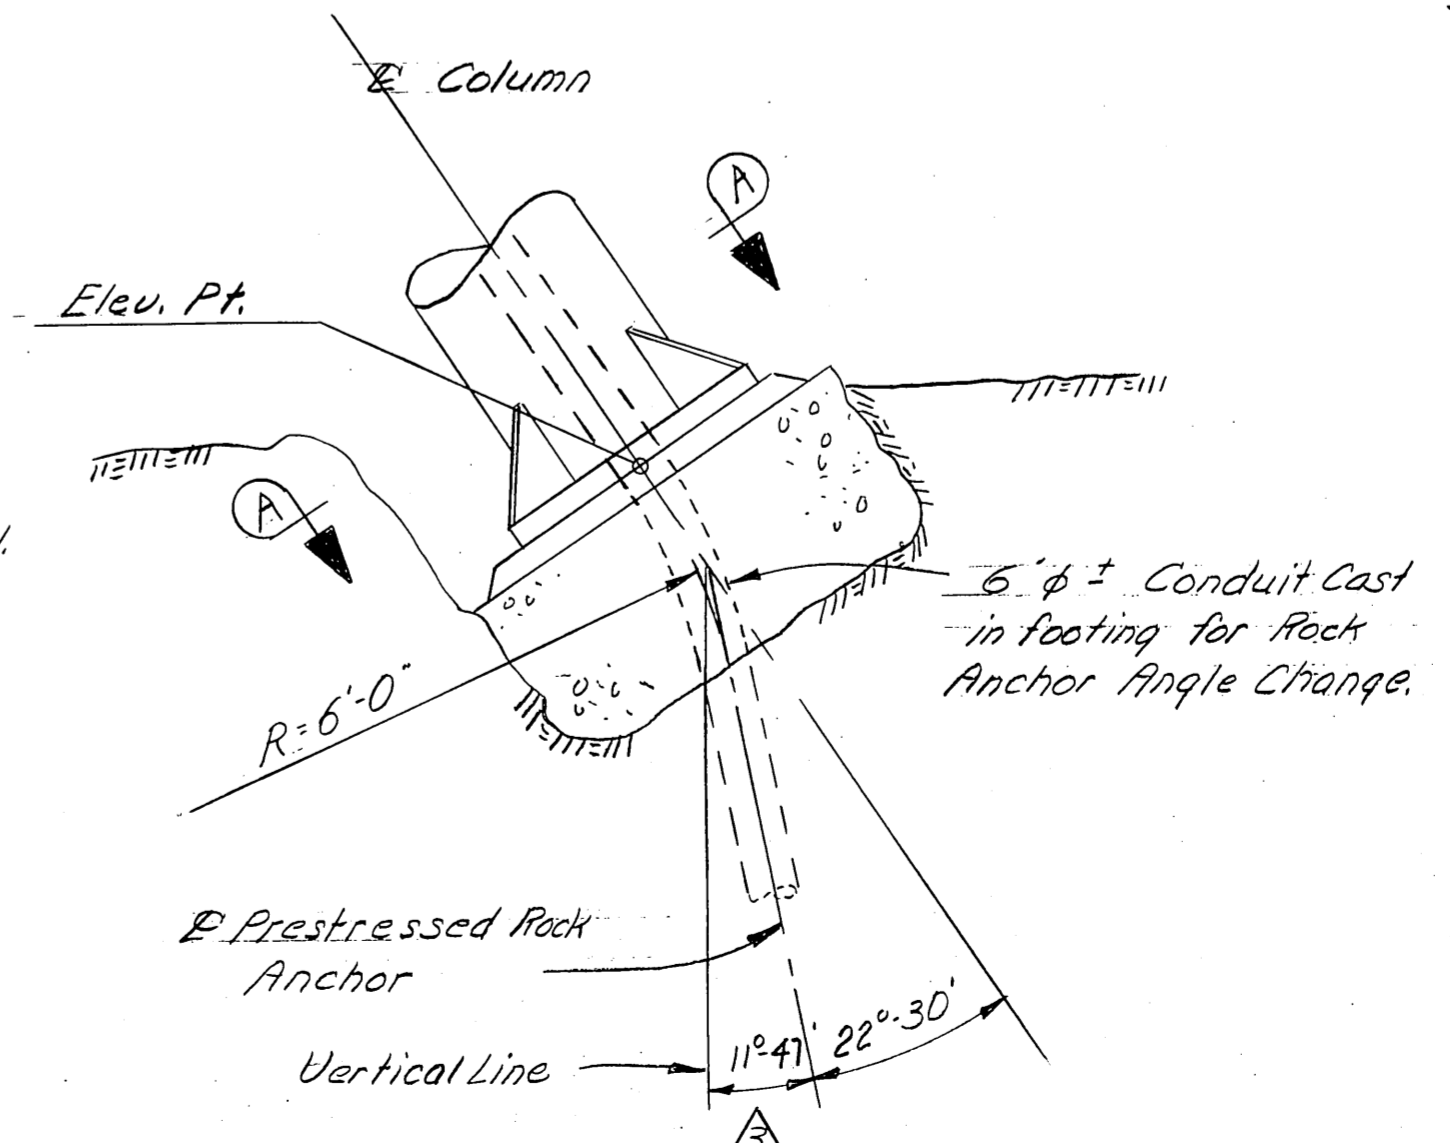 ℄ Column
A
Elev. Pt.
A
6"φ ± Conduit Cast
in footing for Rock
Anchor Angle Change.
R=6'-0"
℄ Prestressed Rock
Anchor
11°-47' 22°-30'
Vertical Line
3